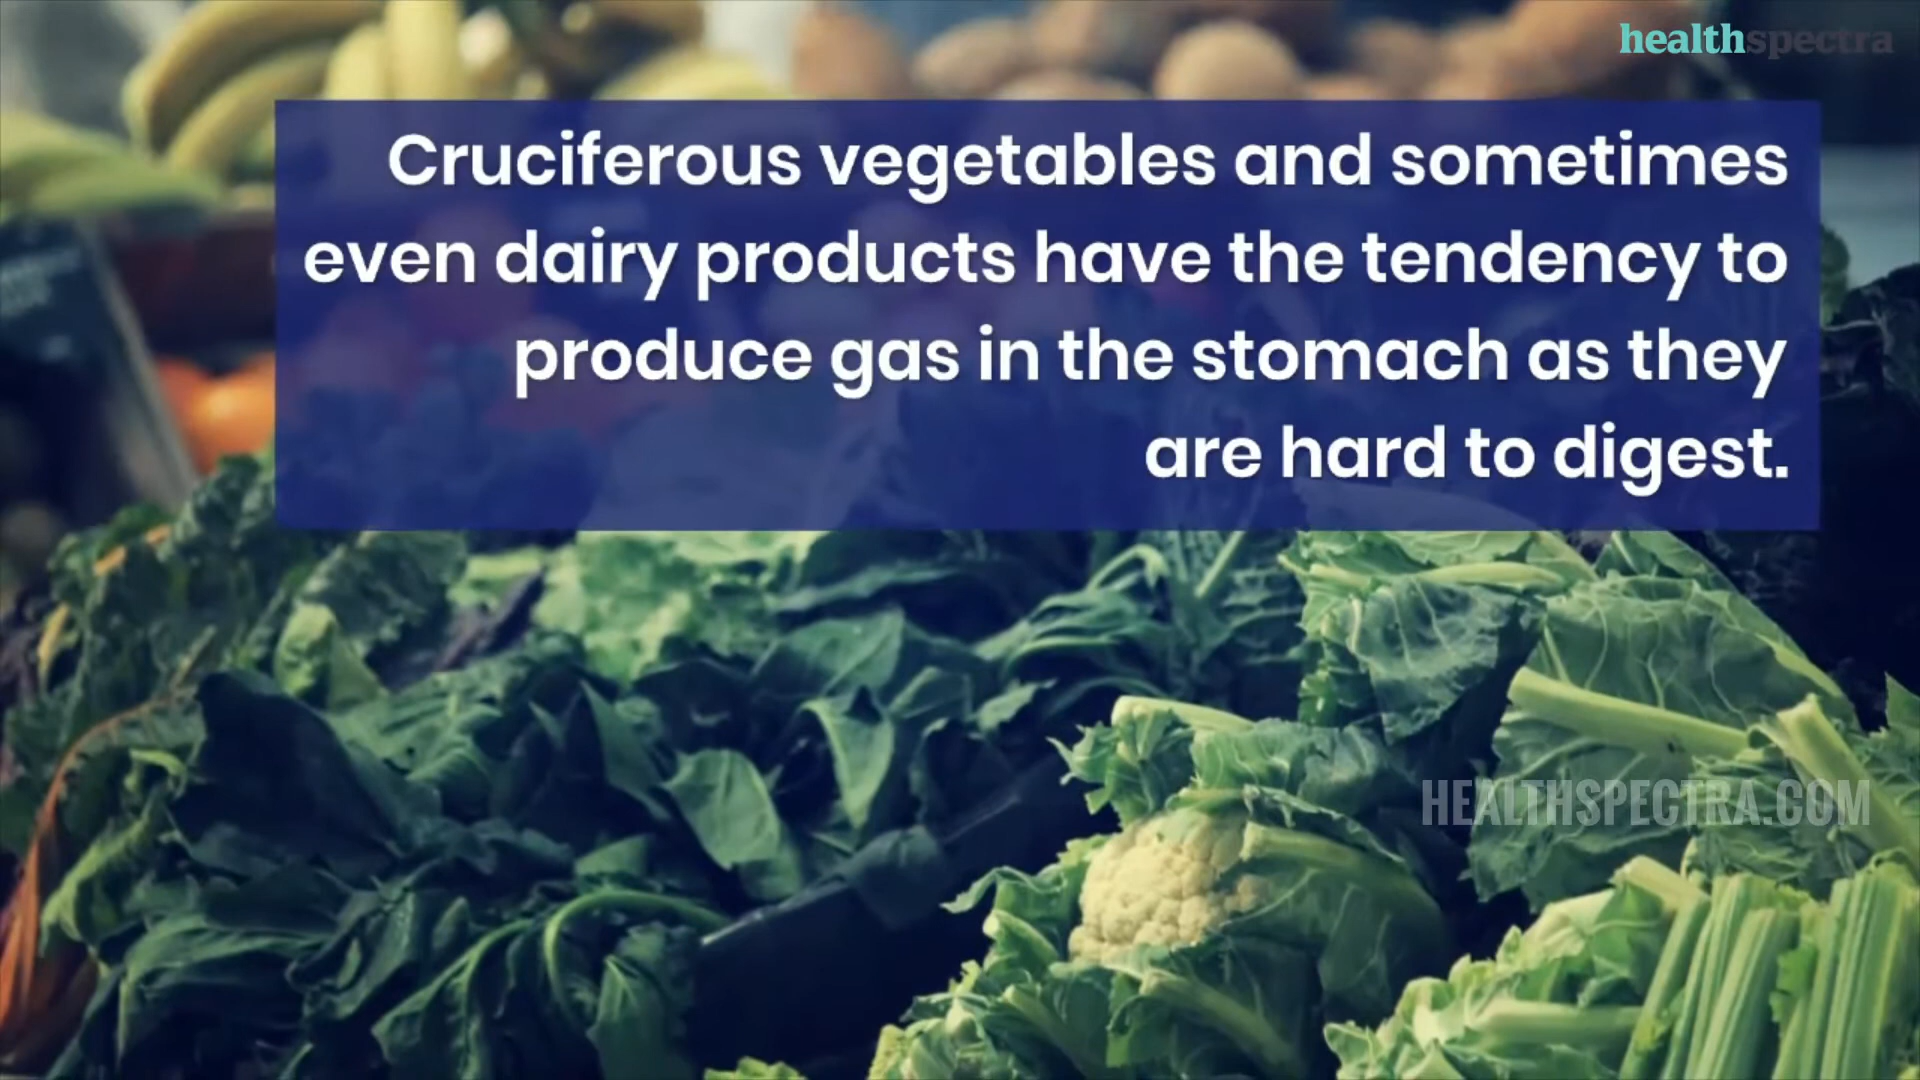 healthspectra
Cruciferous vegetables and sometimes
even dairy products have the tendency to
produce gas in the stomach as they
are hard to digest.
HEALTHSPECTRA.COM